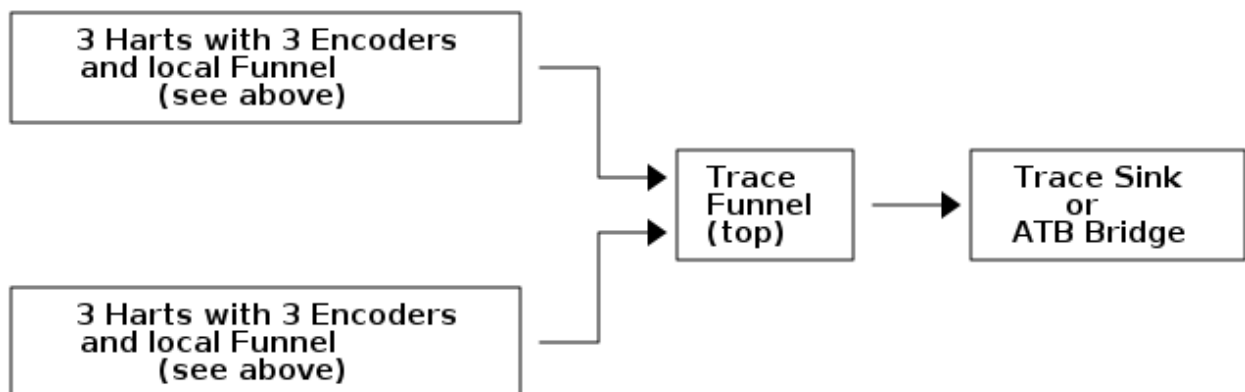 3 Harts with 3 Encoders
and local Funnel
(see above)
Trace
Funnel
(top)
Trace Sink
or
ATB Bridge
3 Harts with 3 Encoders
and local Funnel
(see above)